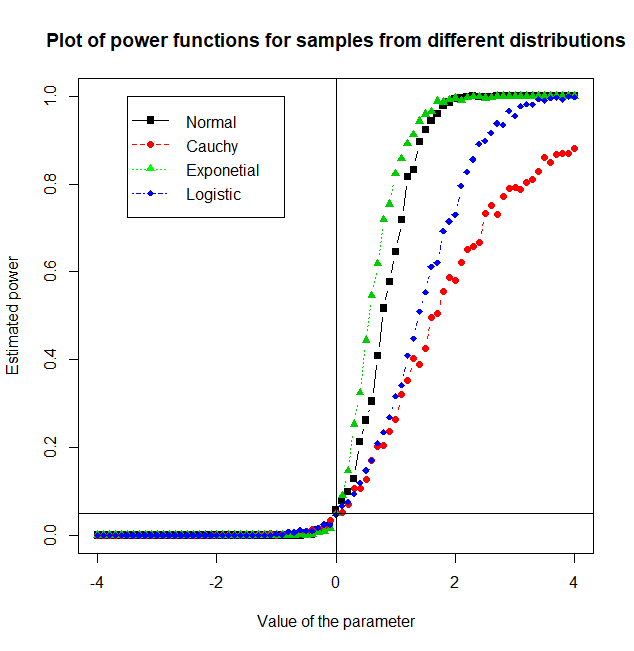 Plot of power functions for samples from different distributions
Normal
Cauchy
Exponetial
Logistic
1.0
0.8
0.6
0.4
0.2
0.0
Estimated power
-4 -2 0 2 4
Value of the parameter